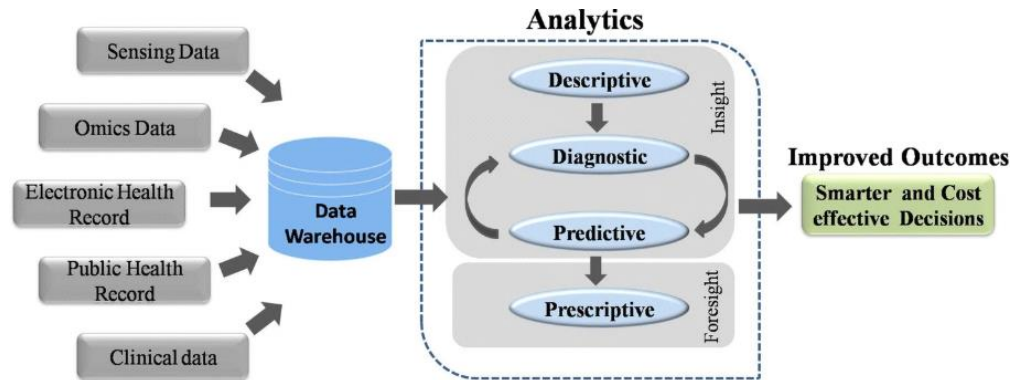 Sensing Data
Omics Data
Electronic Health
Record
Public Health
Record
Clinical data
Data
Warehouse
Analytics
Descriptive
Diagnostic
Predictive
Insight
Prescriptive
Foresight
Improved Outcomes
Smarter and Cost
effective Decisions